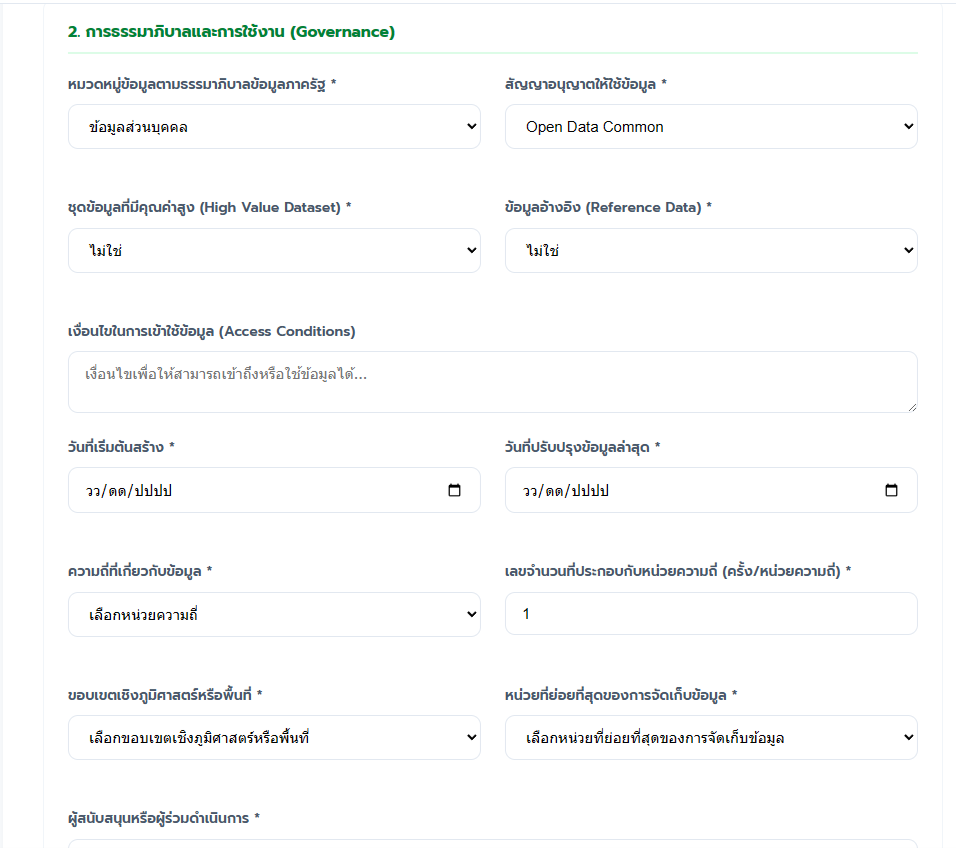 2. การธรรมาภิบาลและการใช้งาน (Governance)
หมวดหมู่ข้อมูลตามธรรมาภิบาลข้อมูลภาครัฐ *
สัญญาอนุญาตให้ใช้ข้อมูล *
ข้อมูลส่วนบุคคล
Open Data Common
ชุดข้อมูลที่มีคุณค่าสูง (High Value Dataset) *
ข้อมูลอ้างอิง (Reference Data) *
ไม่ใช่
ไม่ใช่
เงื่อนไขในการเข้าใช้ข้อมูล (Access Conditions)
เงื่อนไขเพื่อให้สามารถเข้าถึงหรือใช้ข้อมูลได้...
วันที่เริ่มต้นสร้าง *
วันที่ปรับปรุงข้อมูลล่าสุด *
วว/ดด/ปปปป
วว/ดด/ปปปป
ความถี่ที่เกี่ยวกับข้อมูล *
เลขจำนวนที่ประกอบกับหน่วยความถี่ (ครั้ง/หน่วยความถี่) *
เลือกหน่วยความถี่
1
ขอบเขตเชิงภูมิศาสตร์หรือพื้นที่ *
หน่วยที่ย่อยที่สุดของการจัดเก็บข้อมูล *
เลือกขอบเขตเชิงภูมิศาสตร์หรือพื้นที่
เลือกหน่วยที่ย่อยที่สุดของการจัดเก็บข้อมูล
ผู้สนับสนุนหรือผู้ร่วมดำเนินการ *